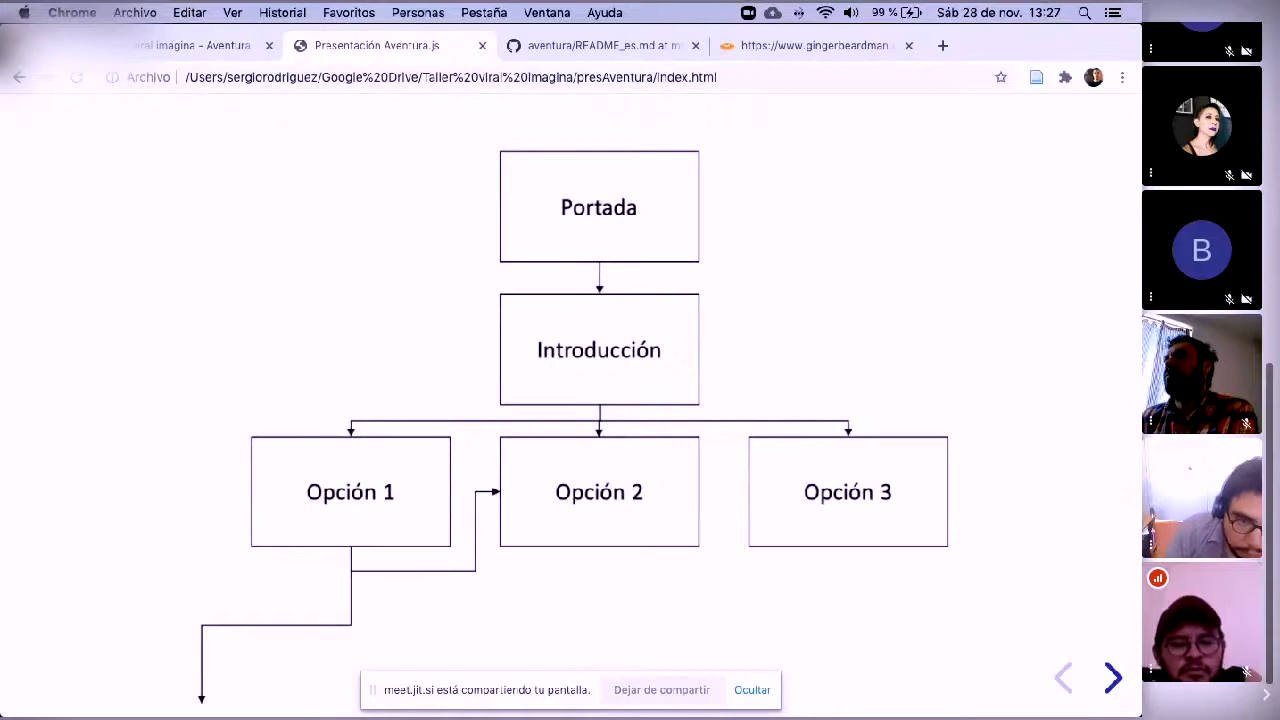 Chrome Archivo Editar Ver Historial Favoritos Personas Pestaña Ventana Ayuda 99 % Sáb 28 de nov. 13:27
eral imagina – Aventura
Presentación Aventura.js
aventura/README_es.md at m
https://www.gingerbeardman.
Archivo /Users/sergiorodriguez/Google%20Drive/Taller%20viral%20Imagina/presAventura/index.html
Portada
B
Introducción
Opción 1
Opción 2
Opción 3
meet.jit.si está compartiendo tu pantalla. Dejar de compartir Ocultar